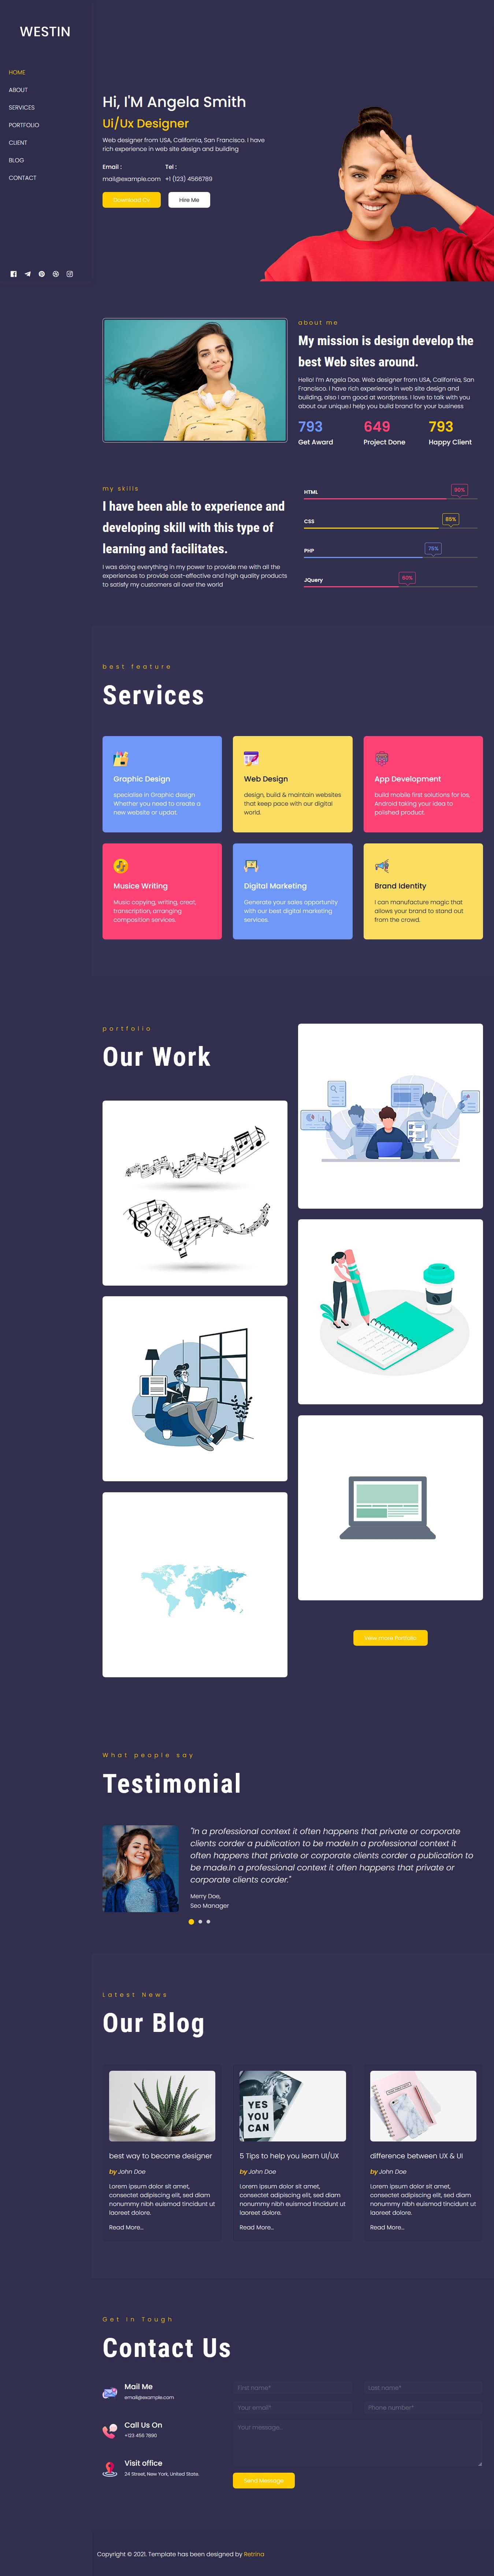 WESTIN
HOME
ABOUT
SERVICES
PORTFOLIO
CLIENT
BLOG
CONTACT
Hi, I'M Angela Smith
Ui/Ux Designer
Web designer from USA, California, San Francisco. I have
rich experience in web site design and building
Email :
Tel :
mail@example.com
+1 (123) 4566789
Download Cv
Hire Me
about me
My mission is design develop the
best Web sites around.
Hello! I'm Angela Doe. Web designer from USA, California, San
Francisco. I have rich experience in web site design and
building, also I am good at wordpress. I love to talk with you
about our unique.I help you build brand for your business
793
649
793
Get Award
Project Done
Happy Client
my skills
I have been able to experience and
developing skill with this type of
learning and facilitates.
I was doing everything in my power to provide me with all the
experiences to provide cost-effective and high quality products
to satisfy my customers all over the world
HTML
90%
CSS
85%
PHP
75%
JQuery
60%
best feature
Services
Graphic Design
specialise in Graphic design
Whether you need to create a
new website or updat.
Web Design
design, build & maintain websites
that keep pace with our digital
world.
App Development
build mobile first solutions for ios,
Android taking your idea to
polished product.
Musice Writing
Music copying, writing, creat,
transcription, arranging
composition services.
Digital Marketing
Generate your sales opportunity
with our best digital marketing
services.
Brand Identity
I can manufacture magic that
allows your brand to stand out
from the crowd.
portfolio
Our Work
View more Portfolio
What people say
Testimonial
"In a professional context it often happens that private or corporate
clients corder a publication to be made.In a professional context it
often happens that private or corporate clients corder a publication to
be made.In a professional context it often happens that private or
corporate clients corder."
Merry Doe,
Seo Manager
Latest News
Our Blog
YES
YOU
CAN
best way to become designer
by John Doe
Lorem ipsum dolor sit amet,
consectet adipiscing elit, sed diam
nonummy nibh euismod tincidunt ut
laoreet dolore.
Read More...
5 Tips to help you learn UI/UX
by John Doe
Lorem ipsum dolor sit amet,
consectet adipiscing elit, sed diam
nonummy nibh euismod tincidunt ut
laoreet dolore.
Read More...
difference between UX & UI
by John Doe
Lorem ipsum dolor sit amet,
consectet adipiscing elit, sed diam
nonummy nibh euismod tincidunt ut
laoreet dolore.
Read More...
Get In Tough
Contact Us
Mail Me
email@example.com
Call Us On
+123 456 7890
Visit office
24 Street, New York, United State.
First name*
Last name*
Your email*
Phone number*
Your message...
Send Message
Copyright © 2021. Template has been designed by Retrina